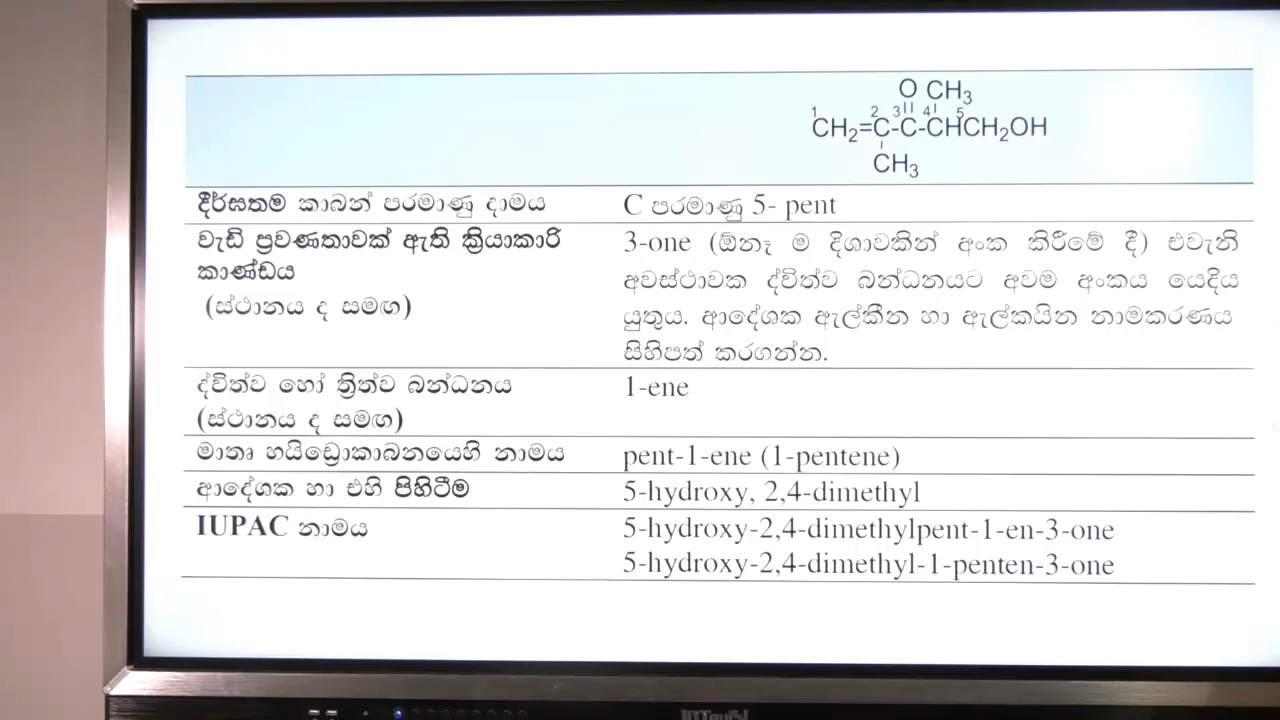 O CH₃
1 2 3 4 5
CH₂=C-C-CHCH₂OH
CH₃
දීර්ඝතම කාබන් පරමාණු දාමය
C පරමාණු 5- pent
වැඩි ප්‍රවණතාවක් ඇති ක්‍රියාකාරි
කාණ්ඩය
(ස්ථානය ද සමඟ)
3-one (ඕනෑ ම දිශාවකින් අංක කිරීමේ දී) එවැනි
අවස්ථාවක ද්විත්ව බන්ධනයට අවම අංකය යෙදිය
යුතුය. ආදේශක ඇල්කීන හා ඇල්කයින නාමකරණය
සිහිපත් කරගන්න.
ද්විත්ව හෝ ත්‍රිත්ව බන්ධනය
(ස්ථානය ද සමඟ)
1-ene
මාතෘ හයිඩ්‍රොකාබනයෙහි නාමය
pent-1-ene (1-pentene)
ආදේශක හා එහි පිහිටීම
5-hydroxy, 2,4-dimethyl
IUPAC නාමය
5-hydroxy-2,4-dimethylpent-1-en-3-one
5-hydroxy-2,4-dimethyl-1-penten-3-one